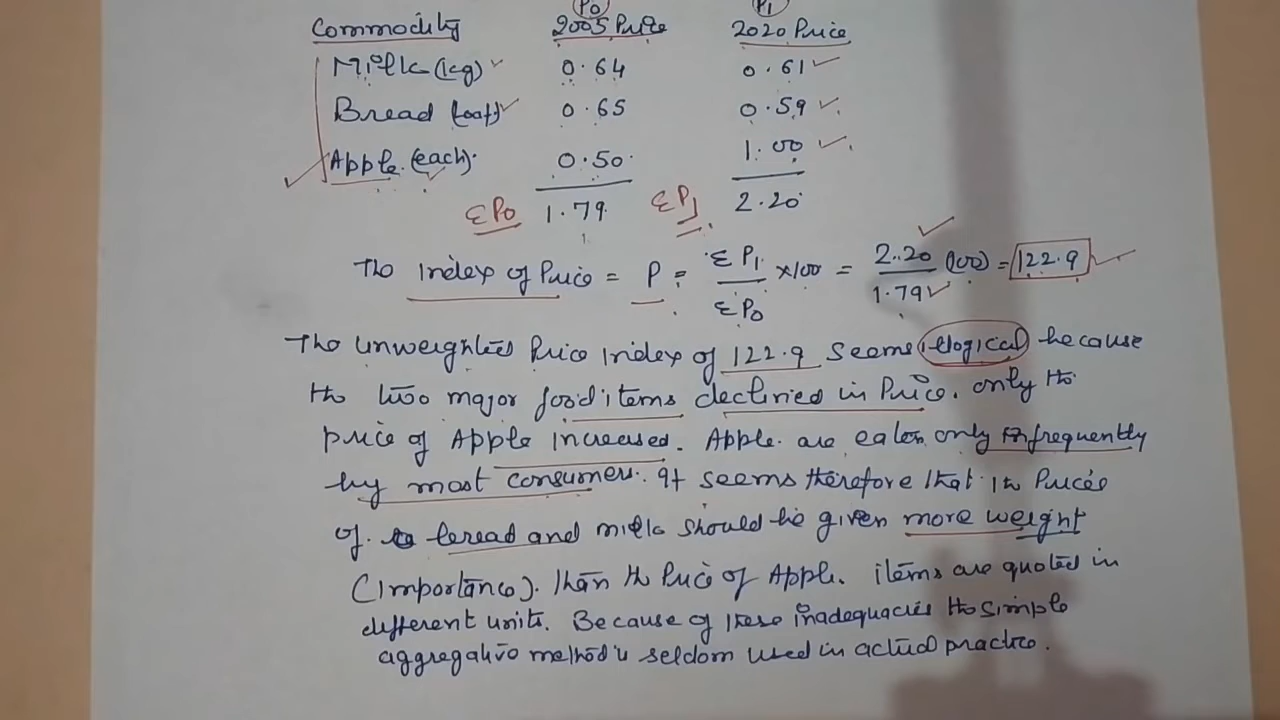 P0 P1
Commodity 2005 Price 2020 Price
Milk (kg) 0.64 0.61
Bread (loaf) 0.65 0.59
Apple. (each). 0.50 1.00
ΣP0 1.79 ΣP1 2.20
The Index of Price = P = ΣP1/ΣP0 ×100 = 2.20/1.79 (100) = 122.9
The unweighted Price Index of 122.9 Seems illogical because
the two major food items declined in Price. only the
price of Apple increased. Apple are eaten only Infrequently
by most consumers. It seems therefore that the Prices
of bread and milk should be given more weight
(Importance). than the Price of Apple. items are quoted in
different units. Because of these inadequacies the simple
aggregative method is seldom used in actual practice.